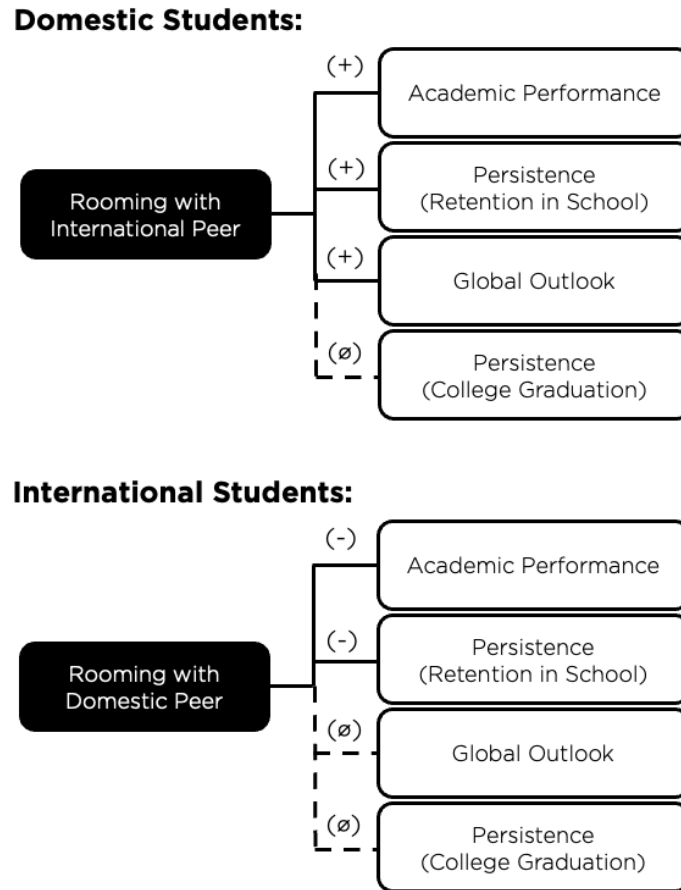 Domestic Students:
(+)
Academic Performance
(+)
Persistence
(Retention in School)
Rooming with
International Peer
(+)
Global Outlook
(ø)
Persistence
(College Graduation)
International Students:
(-)
Academic Performance
(-)
Persistence
(Retention in School)
Rooming with
Domestic Peer
(ø)
Global Outlook
(ø)
Persistence
(College Graduation)